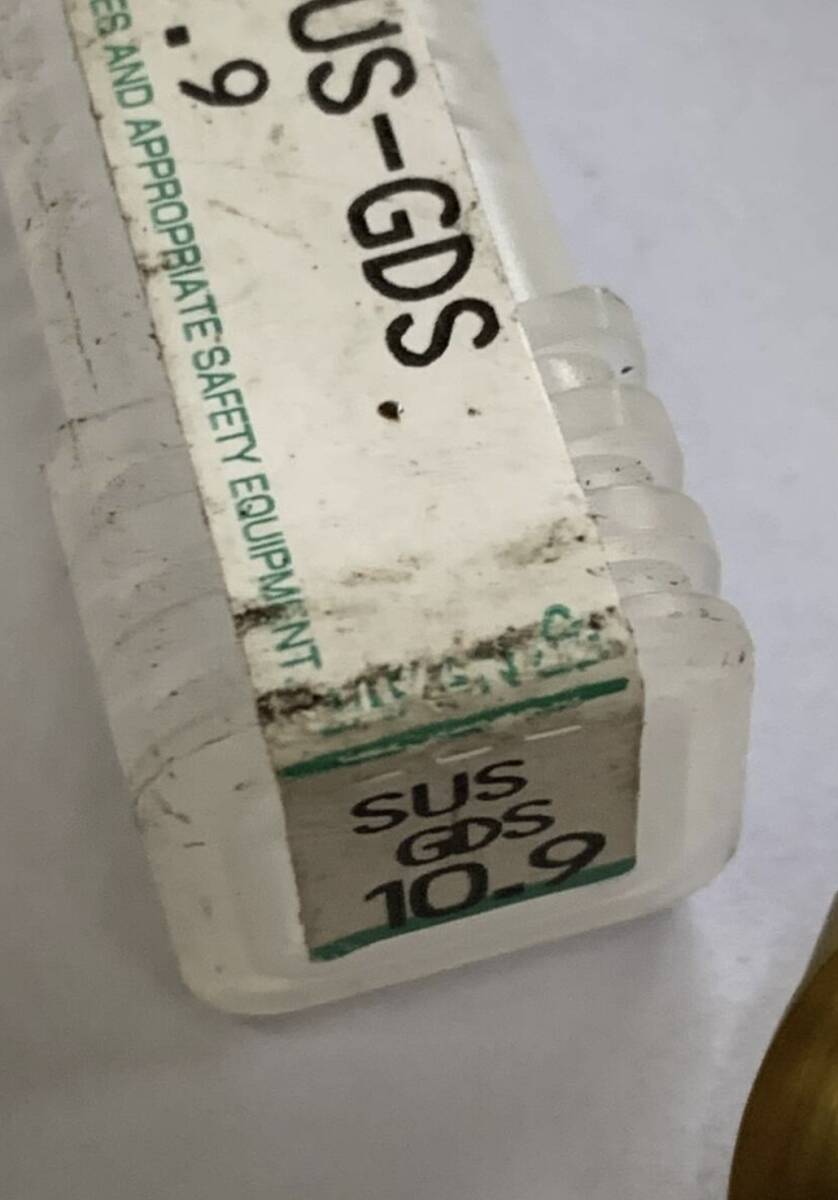 US-GDS
.9
ES AND APPROPRIATE SAFETY EQUIPMENT.
SUS
GDS
10.9